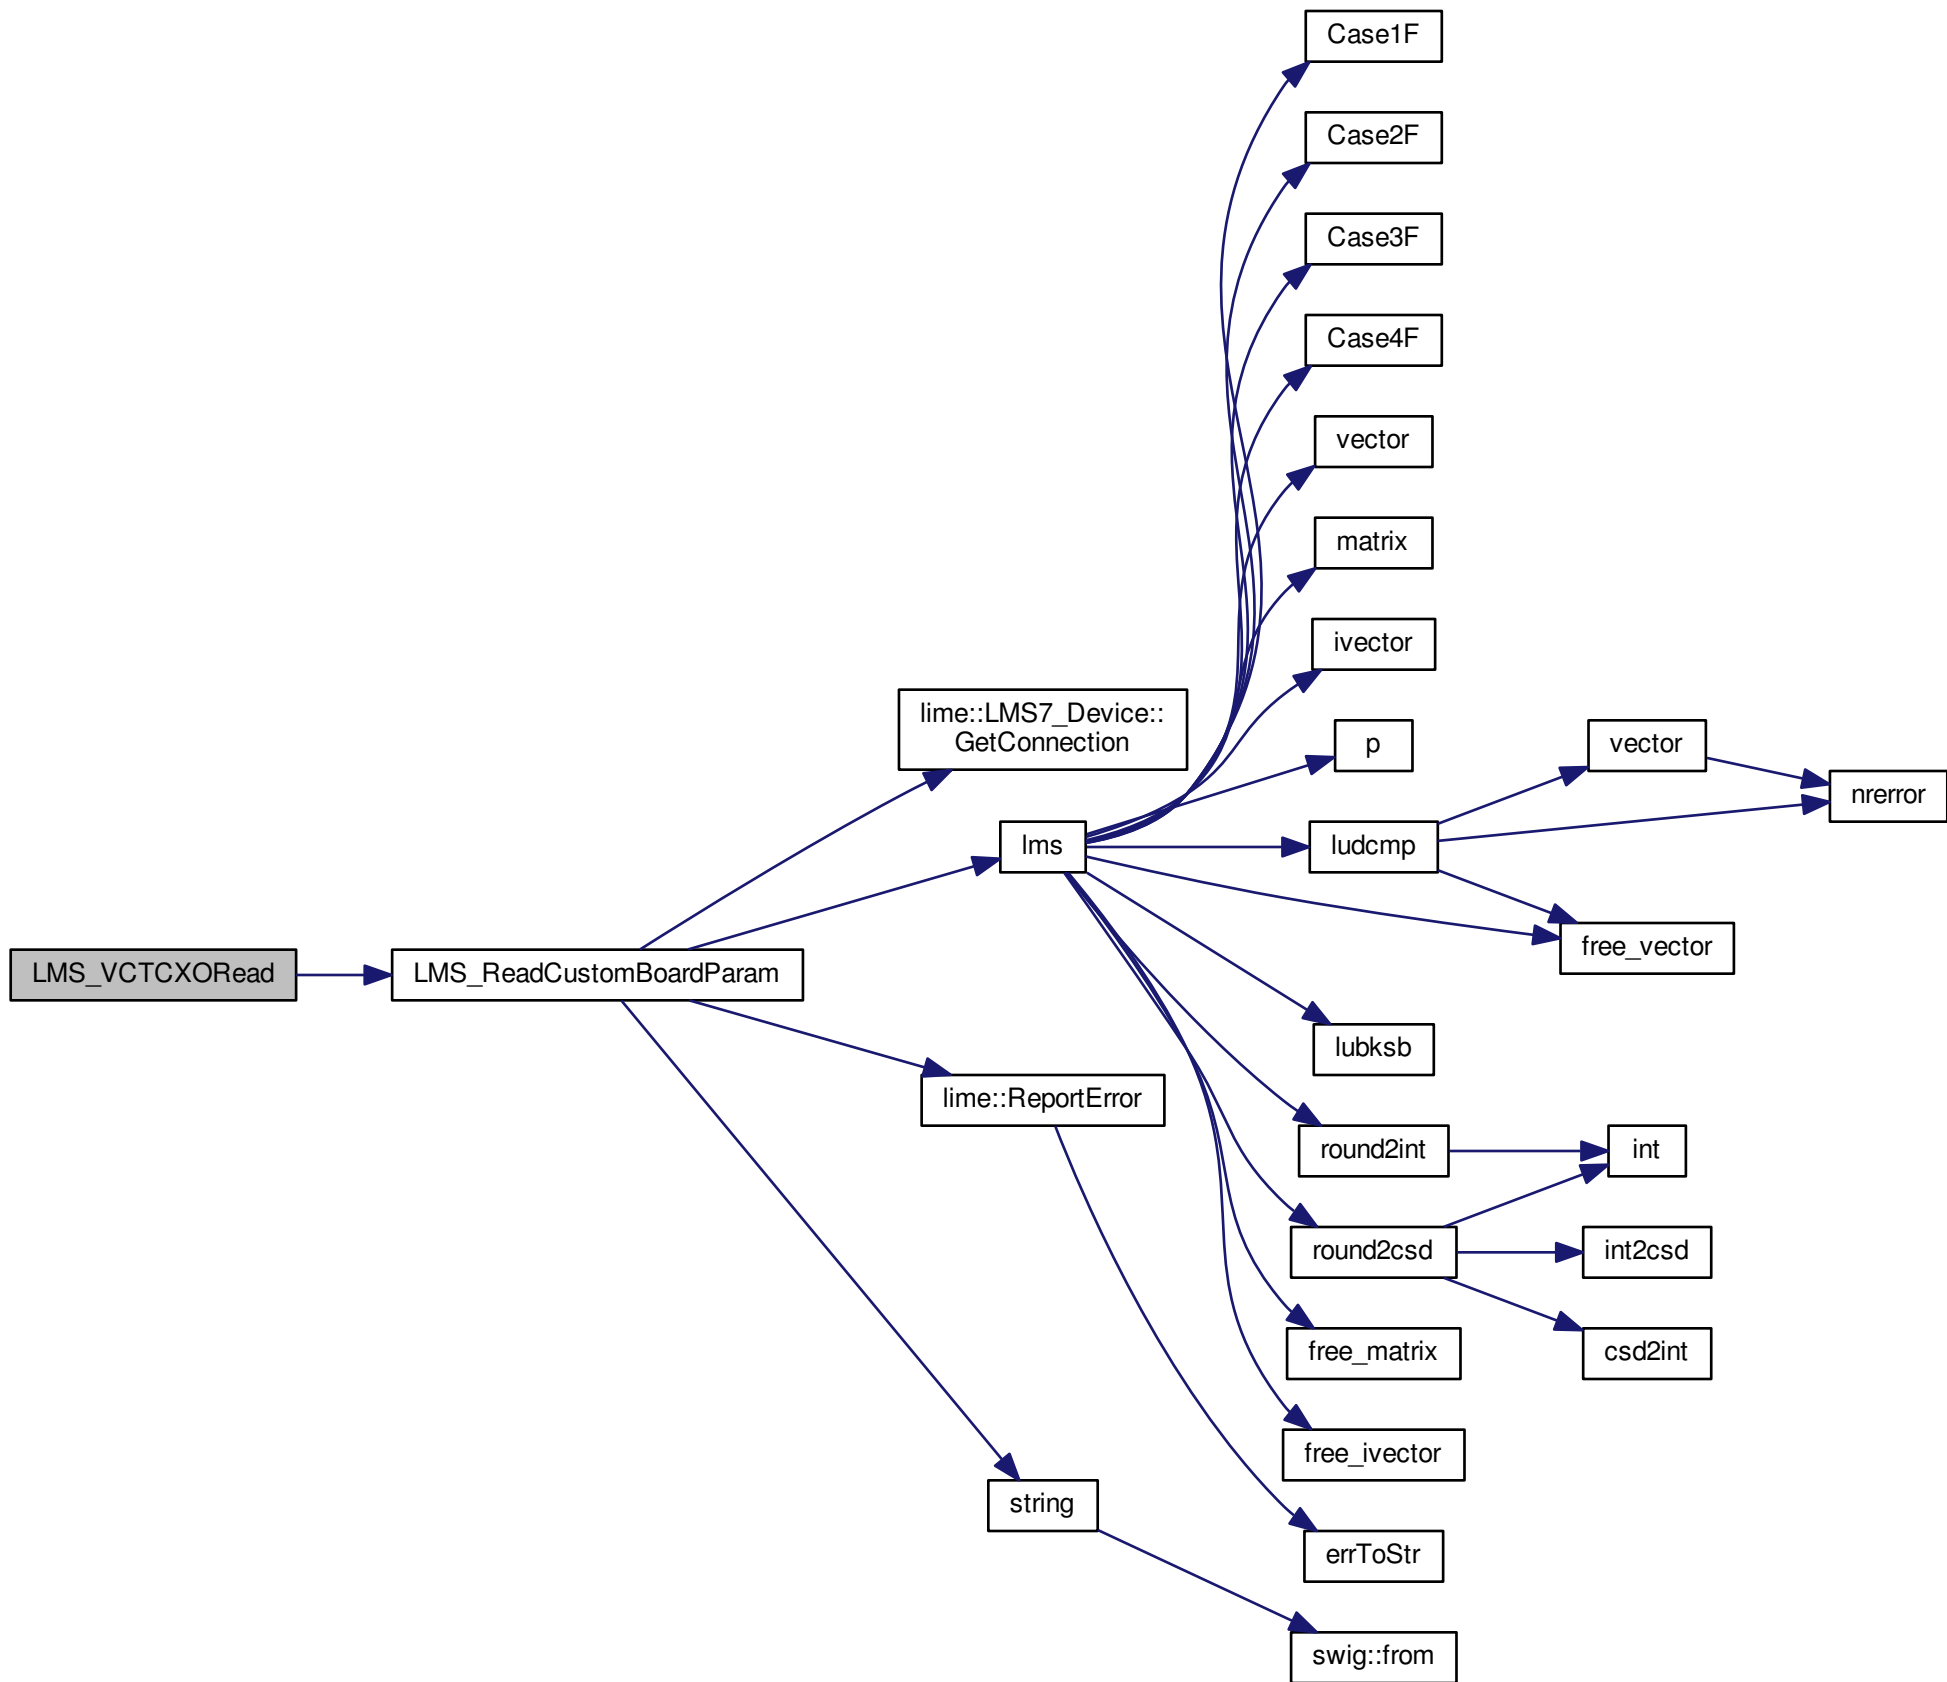 Case1F
Case2F
Case3F
Case4F
vector
matrix
ivector
lime::LMS7_Device::
GetConnection
p
vector
nrerror
lms
ludcmp
free_vector
LMS_VCTCXORead
LMS_ReadCustomBoardParam
lubksb
lime::ReportError
round2int
int
round2csd
int2csd
free_matrix
csd2int
free_ivector
string
errToStr
swig::from